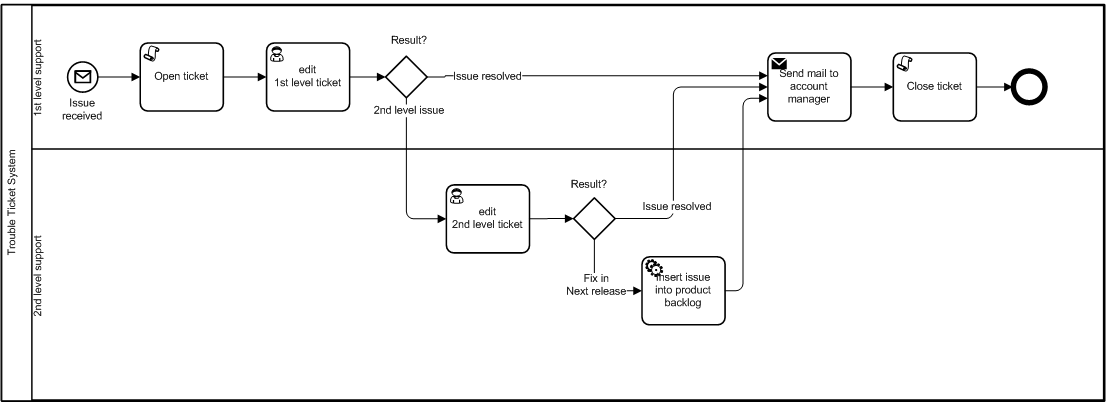 Trouble Ticket System
1st level support
Issue
received
Open ticket
edit
1st level ticket
Result?
Issue resolved
2nd level issue
Send mail to
account
manager
Close ticket
2nd level support
edit
2nd level ticket
Result?
Issue resolved
Fix in
Next release
Insert issue
into product
backlog